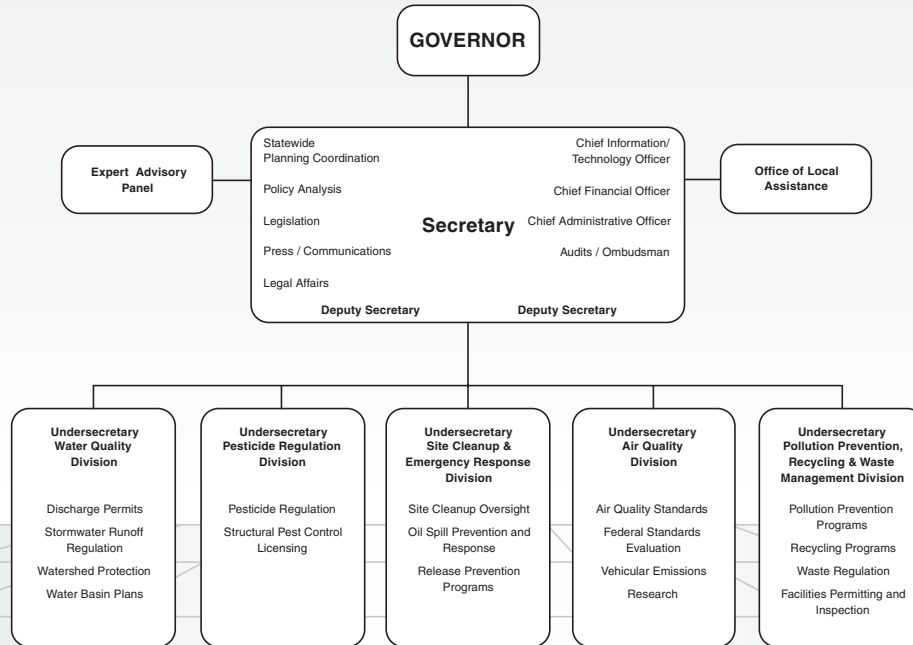 GOVERNOR
Expert Advisory
Panel
Statewide
Planning Coordination
Policy Analysis
Legislation
Press / Communications
Legal Affairs
Secretary
Chief Information/
Technology Officer
Chief Financial Officer
Chief Administrative Officer
Audits / Ombudsman
Deputy Secretary
Deputy Secretary
Office of Local
Assistance
Undersecretary
Water Quality
Division
Discharge Permits
Stormwater Runoff
Regulation
Watershed Protection
Water Basin Plans
Undersecretary
Pesticide Regulation
Division
Pesticide Regulation
Structural Pest Control
Licensing
Undersecretary
Site Cleanup &
Emergency Response
Division
Site Cleanup Oversight
Oil Spill Prevention and
Response
Release Prevention
Programs
Undersecretary
Air Quality
Division
Air Quality Standards
Federal Standards
Evaluation
Vehicular Emissions
Research
Undersecretary
Pollution Prevention,
Recycling & Waste
Management Division
Pollution Prevention
Programs
Recycling Programs
Waste Regulation
Facilities Permitting and
Inspection